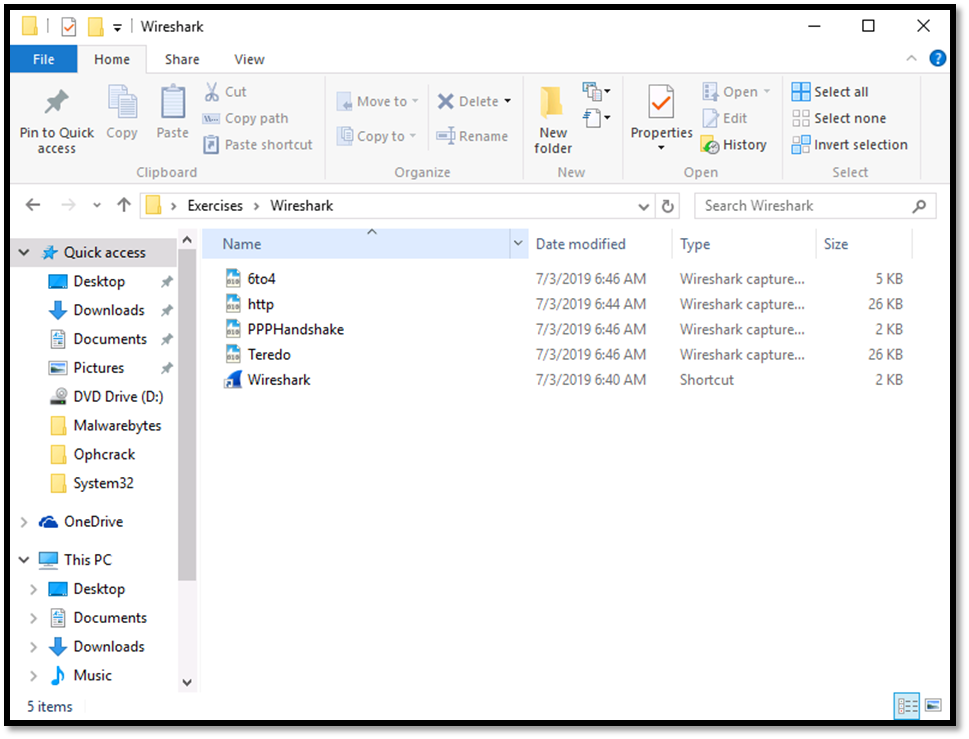 Wireshark
File Home Share View
Pin to Quick access
Copy
Paste
Cut
Copy path
Paste shortcut
Clipboard
Move to
Copy to
Delete
Rename
Organize
New folder
New
Properties
Open
Edit
History
Open
Select all
Select none
Invert selection
Select
Exercises > Wireshark
Search Wireshark
Quick access
Desktop
Downloads
Documents
Pictures
DVD Drive (D:)
Malwarebytes
Ophcrack
System32
OneDrive
This PC
Desktop
Documents
Downloads
Music
Name Date modified Type Size
6to4 7/3/2019 6:46 AM Wireshark capture... 5 KB
http 7/3/2019 6:44 AM Wireshark capture... 26 KB
PPPHandshake 7/3/2019 6:46 AM Wireshark capture... 2 KB
Teredo 7/3/2019 6:46 AM Wireshark capture... 26 KB
Wireshark 7/3/2019 6:40 AM Shortcut 2 KB
5 items